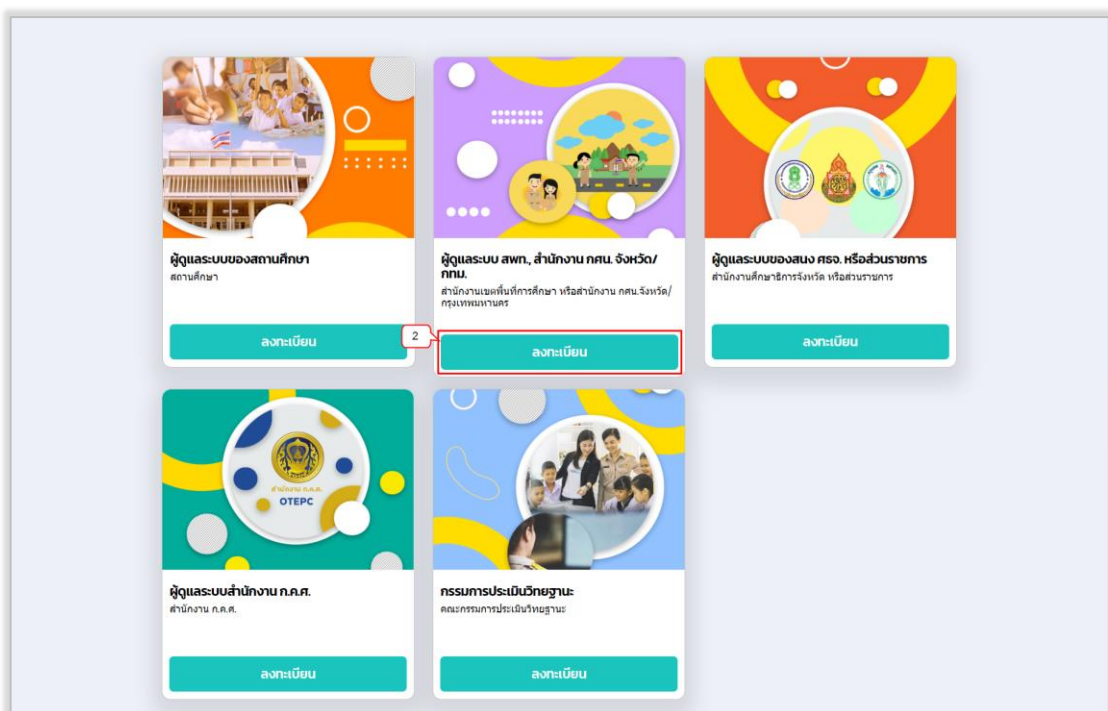 ผู้ดูแลระบบของสถานศึกษา
สถานศึกษา
ลงทะเบียน
ผู้ดูแลระบบ สพท., สำนักงาน กศน. จังหวัด/
กทม.
สำนักงานเขตพื้นที่การศึกษา หรือสำนักงาน กศน.จังหวัด/
กรุงเทพมหานคร
2
ลงทะเบียน
ผู้ดูแลระบบของสนง ศธจ. หรือส่วนราชการ
สำนักงานศึกษาธิการจังหวัด หรือส่วนราชการ
ลงทะเบียน
สำนักงาน ก.ค.ศ.
OTEPC
ผู้ดูแลระบบสำนักงาน ก.ค.ศ.
สำนักงาน ก.ค.ศ.
ลงทะเบียน
กรรมการประเมินวิทยฐานะ
คณะกรรมการประเมินวิทยฐานะ
ลงทะเบียน